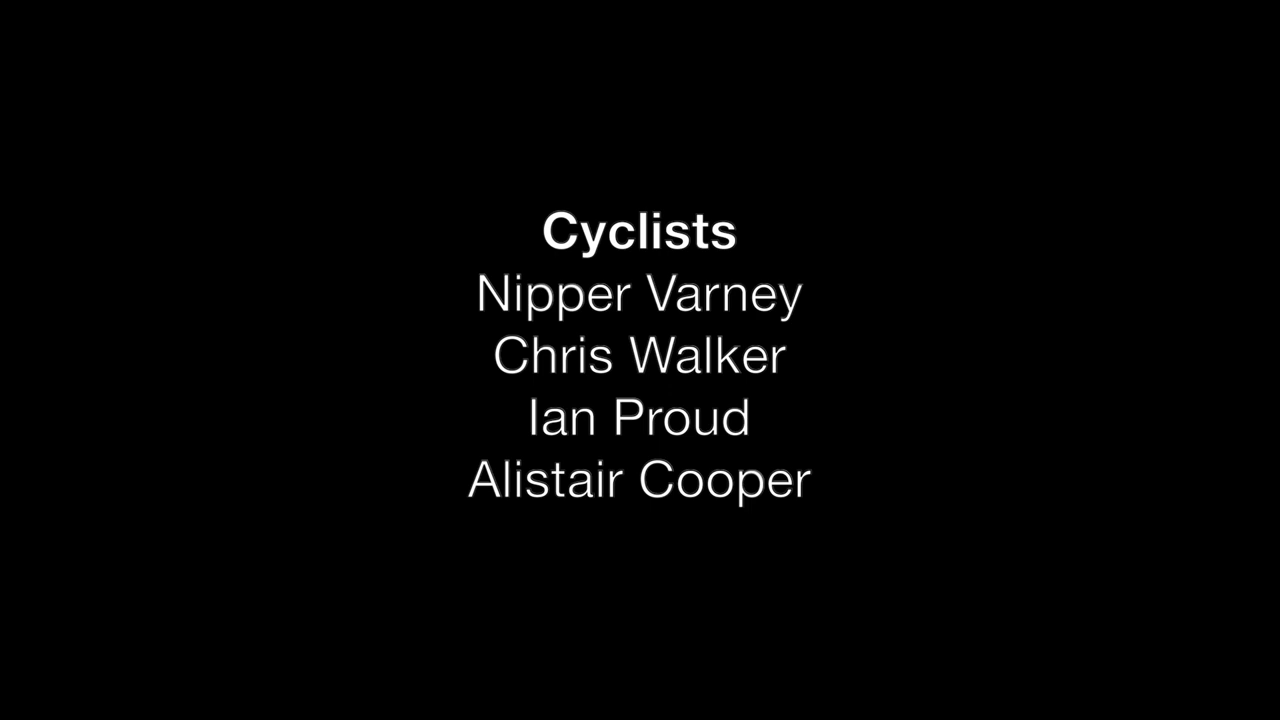 Cyclists
Nipper Varney
Chris Walker
Ian Proud
Alistair Cooper